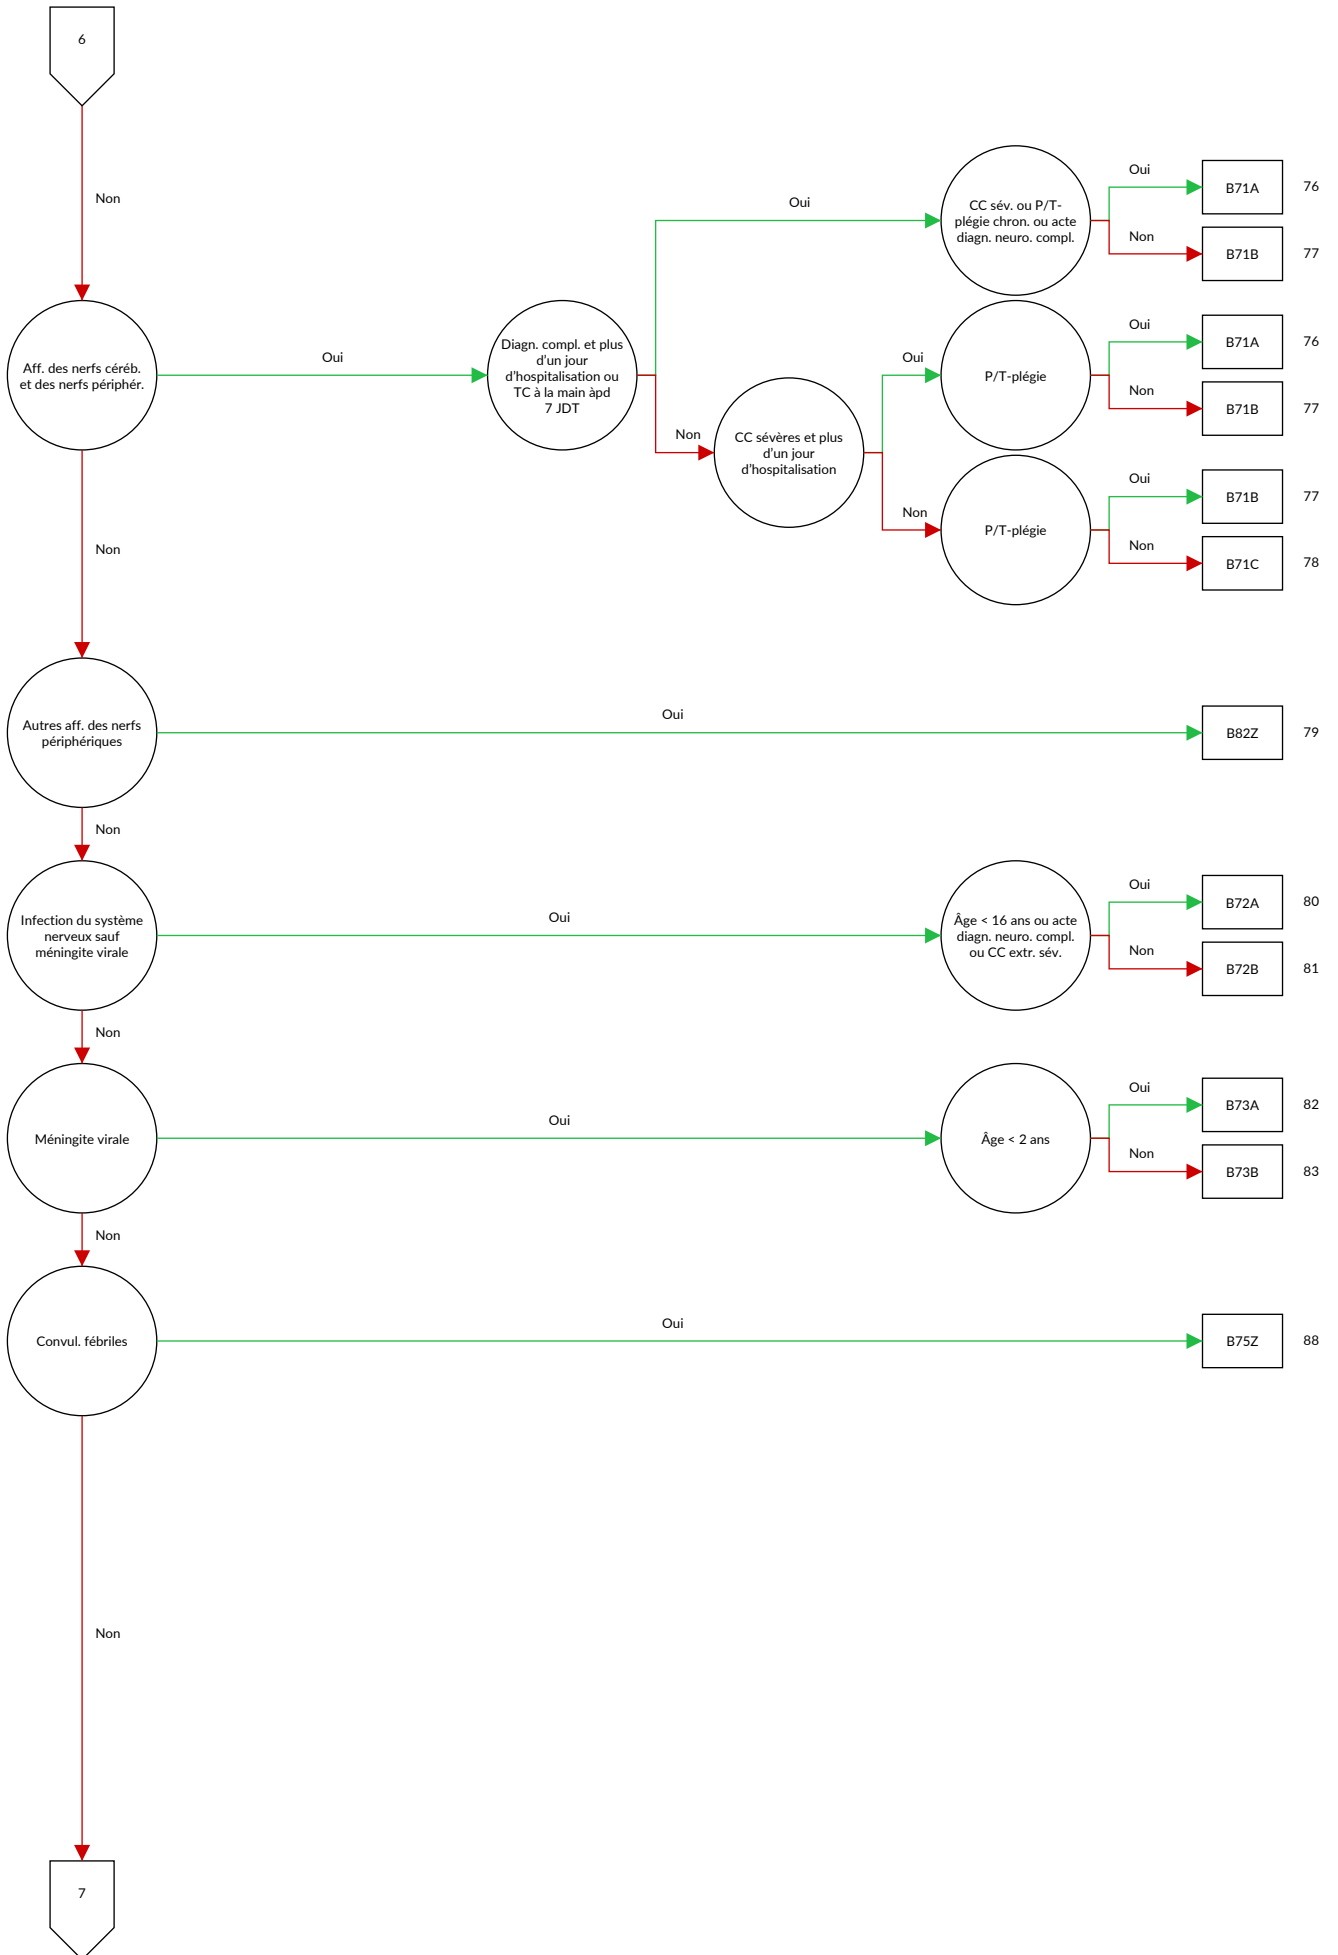 6
Non
Aff. des nerfs céréb.
et des nerfs périphér.
Oui
Diagn. compl. et plus
d'un jour
d'hospitalisation ou
TC à la main àpd
7 JDT
Oui
CC sév. ou P/T-
plégie chron. ou acte
diagn. neuro. compl.
Oui
B71A
76
Non
B71B
77
Non
CC sévères et plus
d'un jour
d'hospitalisation
Oui
P/T-plégie
Oui
B71A
76
Non
B71B
77
Non
P/T-plégie
Oui
B71B
77
Non
B71C
78
Non
Autres aff. des nerfs
périphériques
Oui
B82Z
79
Non
Infection du système
nerveux sauf
méningite virale
Oui
Âge < 16 ans ou acte
diagn. neuro. compl.
ou CC extr. sév.
Oui
B72A
80
Non
B72B
81
Non
Méningite virale
Oui
Âge < 2 ans
Oui
B73A
82
Non
B73B
83
Non
Convul. fébriles
Oui
B75Z
88
Non
7